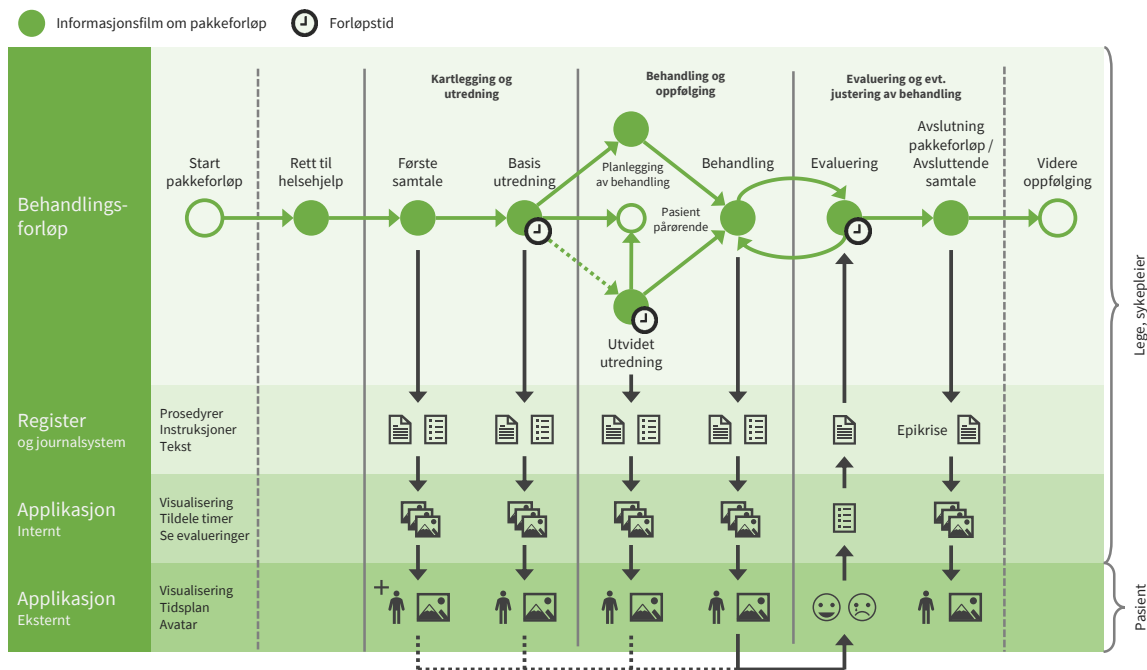 Informasjonsfilm om pakkeforløp
Forløpstid
Kartlegging og
utredning
Behandling og
oppfølging
Evaluering og evt.
justering av behandling
Behandlings-
forløp
Start
pakkeforløp
Rett til
helsehjelp
Første
samtale
Basis
utredning
Planlegging
av behandling
Pasient
pårørende
Utvidet
utredning
Behandling
Evaluering
Avslutning
pakkeforløp /
Avsluttende
samtale
Videre
oppfølging
Lege, sykepleier
Register
og journalsystem
Prosedyrer
Instruksjoner
Tekst
Epikrise
Applikasjon
Internt
Visualisering
Tildele timer
Se evalueringer
Applikasjon
Eksternt
Visualisering
Tidsplan
Avatar
Pasient